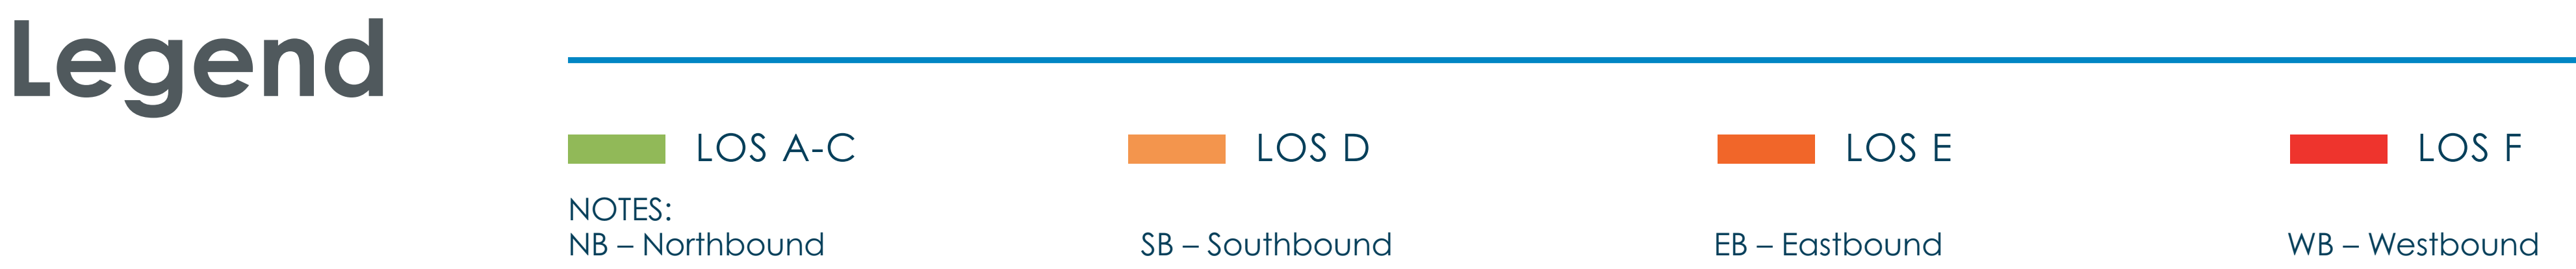 Legend
LOS A-C LOS D LOS E LOS F
NOTES:
NB – Northbound SB – Southbound EB – Eastbound WB – Westbound